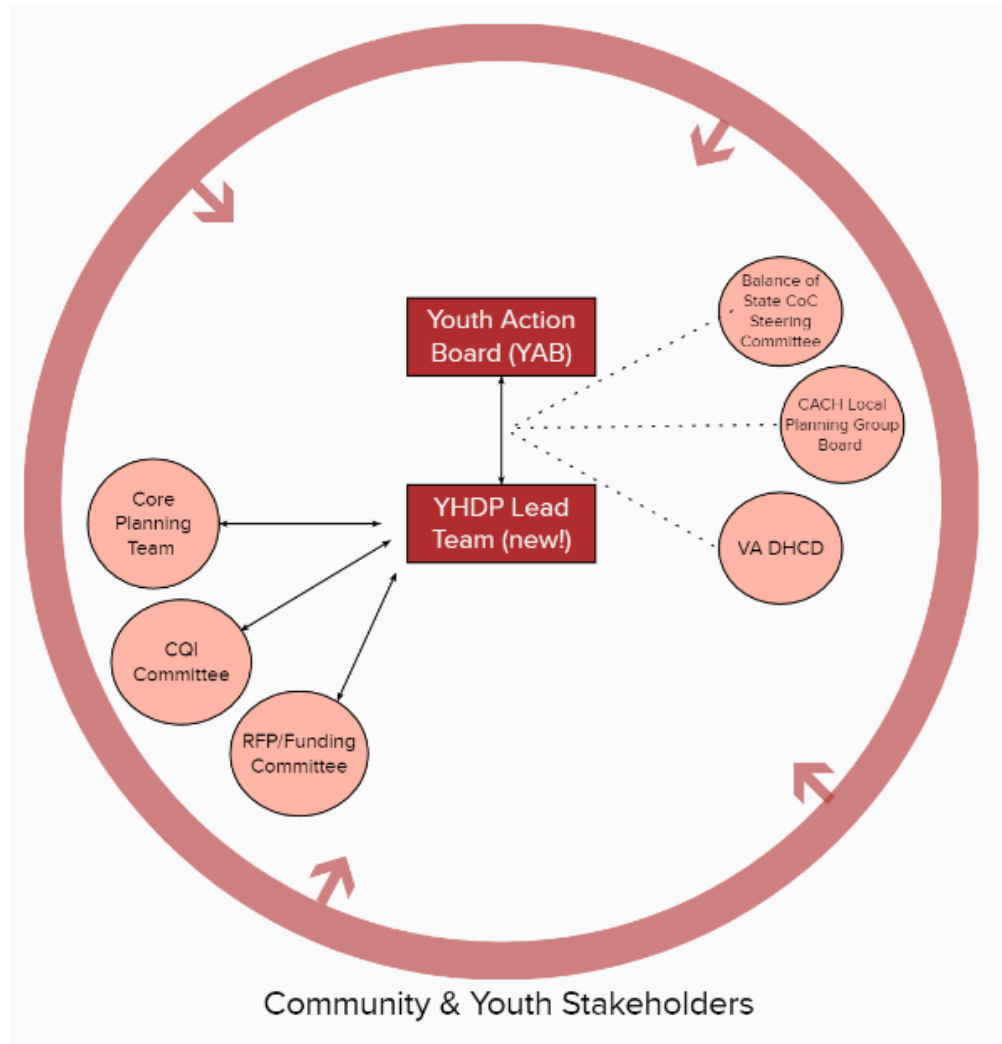 Youth Action
Board (YAB)
Balance of
State CoC
Steering
Committee
CACH Local
Planning Group
Board
Core
Planning
Team
YHDP Lead
Team (new!)
VA DHCD
CQI
Committee
RFP/Funding
Committee
Community & Youth Stakeholders